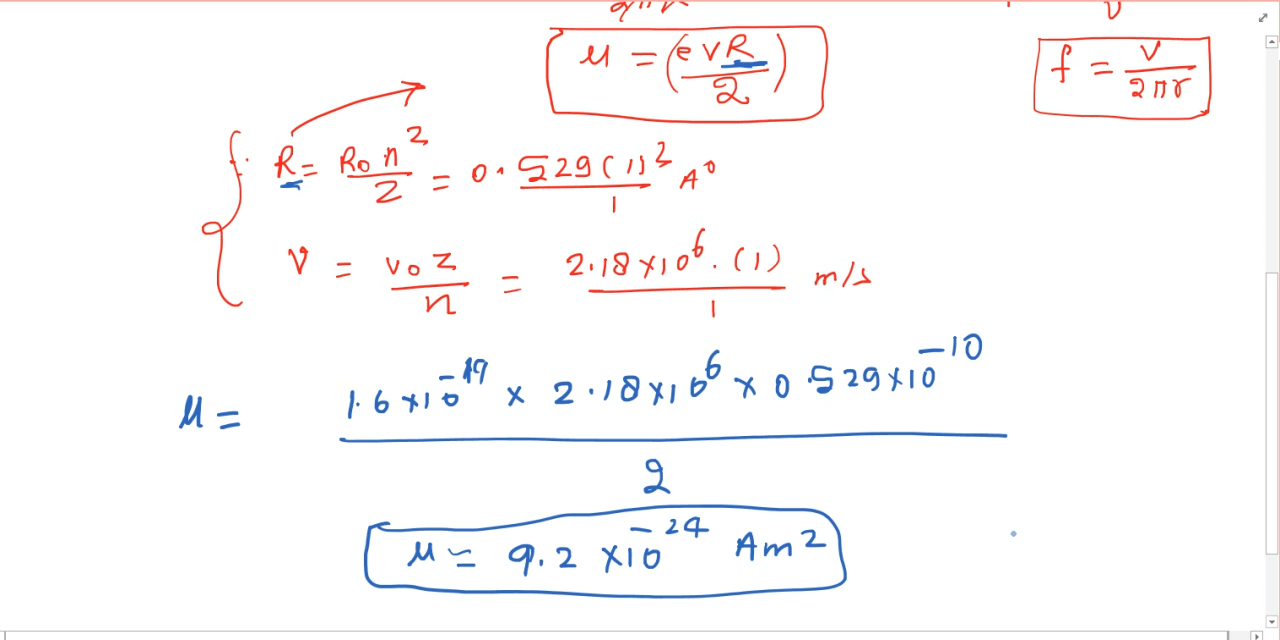 μ = (evR/2)
f = v/2πr
R = R₀n²/Z = 0.529(1)²/1 A⁰
v = v₀z/n = 2.18×10⁶.(1)/1 m/s
μ = 1.6×10⁻¹⁹ × 2.18×10⁶ × 0.529×10⁻¹⁰/2
μ ≃ 9.2×10⁻²⁴ Am²